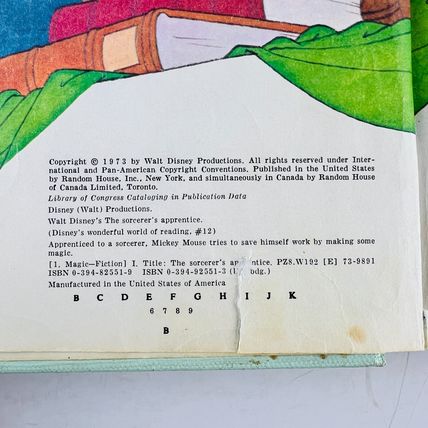 Copyright © 1973 by Walt Disney Productions. All rights reserved under Inter-
national and Pan-American Copyright Conventions. Published in the United States
by Random House, Inc., New York, and simultaneously in Canada by Random House
of Canada Limited, Toronto.
Library of Congress Cataloging in Publication Data
Disney (Walt) Productions.
Walt Disney's The sorcerer's apprentice.
(Disney's wonderful world of reading, #12)
Apprenticed to a sorcerer, Mickey Mouse tries to save himself work by making some
magic.
[1. Magic—Fiction] I. Title: The sorcerer's ap ntice. PZ8.W192 [E] 73-9891
ISBN 0-394-82551-9 ISBN 0-394-92551-3 ( bdg.)
Manufactured in the United States of America
B C D E F G H I J K
6 7 8 9
B